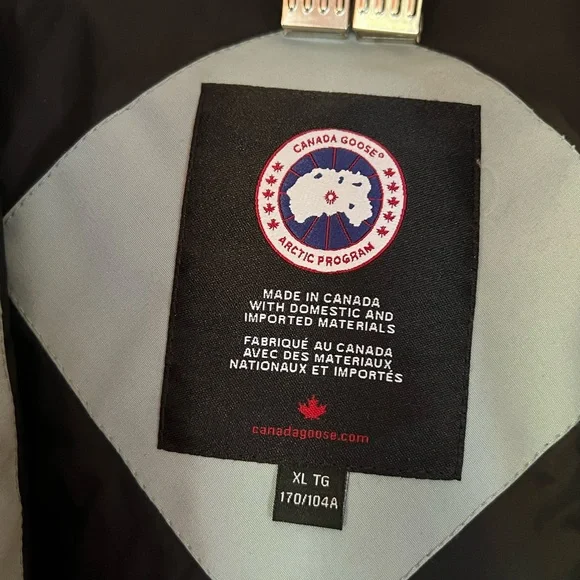 CANADA GOOSE®
ARCTIC PROGRAM
MADE IN CANADA
WITH DOMESTIC AND
IMPORTED MATERIALS
FABRIQUÉ AU CANADA
AVEC DES MATERIAUX
NATIONAUX ET IMPORTÉS
canadagoose.com
XL TG
170/104A